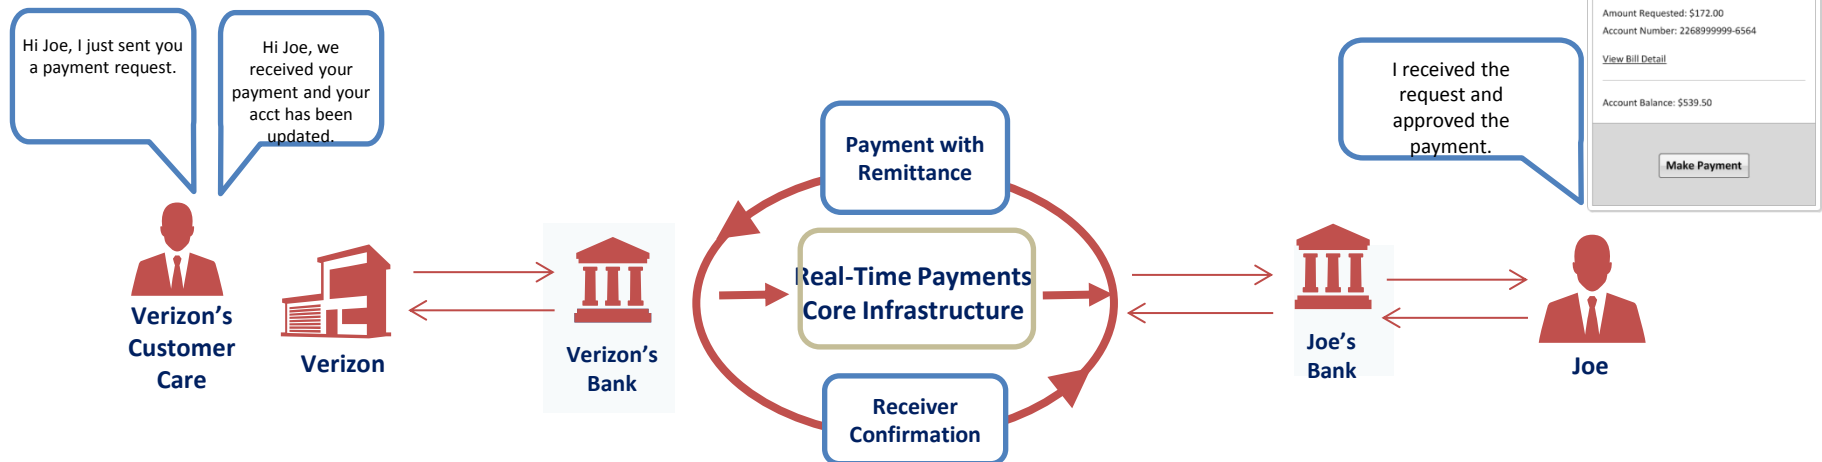 Hi Joe, I just sent you
a payment request.
Hi Joe, we
received your
payment and your
acct has been
updated.
Verizon’s
Customer
Care
Verizon
Verizon’s
Bank
Payment with
Remittance
Real-Time Payments
Core Infrastructure
Receiver
Confirmation
I received the
request and
approved the
payment.
Joe’s
Bank
Joe
Amount Requested: $172.00
Account Number: 2268999999-6564
View Bill Detail
Account Balance: $539.50
Make Payment